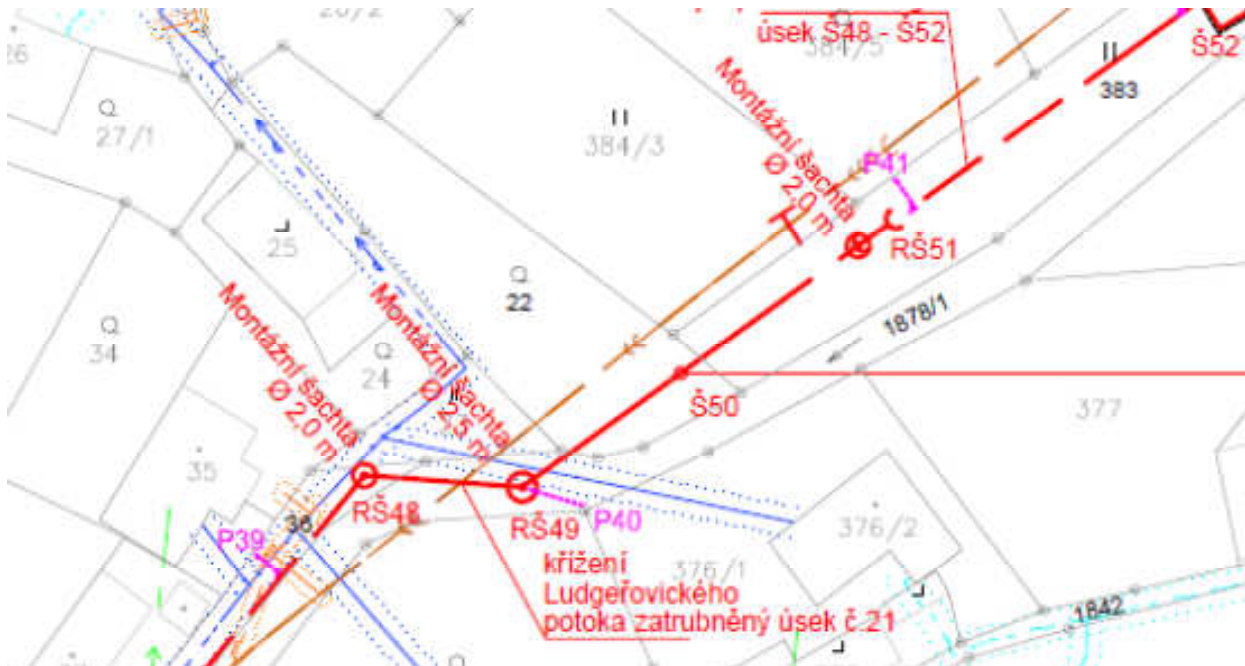 úsek Š48 - Š52
384/5
Š52
383
27/1
384/3
Montážní šachta
Ø 2,0 m
P41
RŠ51
25
22
1878/1
34
24
Montážní šachta
Ø 2,0 m
Montážní šachta
Ø 2,5 m
Š50
377
35
36
RŠ48
RŠ49
P40
P39
376/2
376/1
křížení
Ludgeřovického
potoka zatrubněný úsek č.21
1842